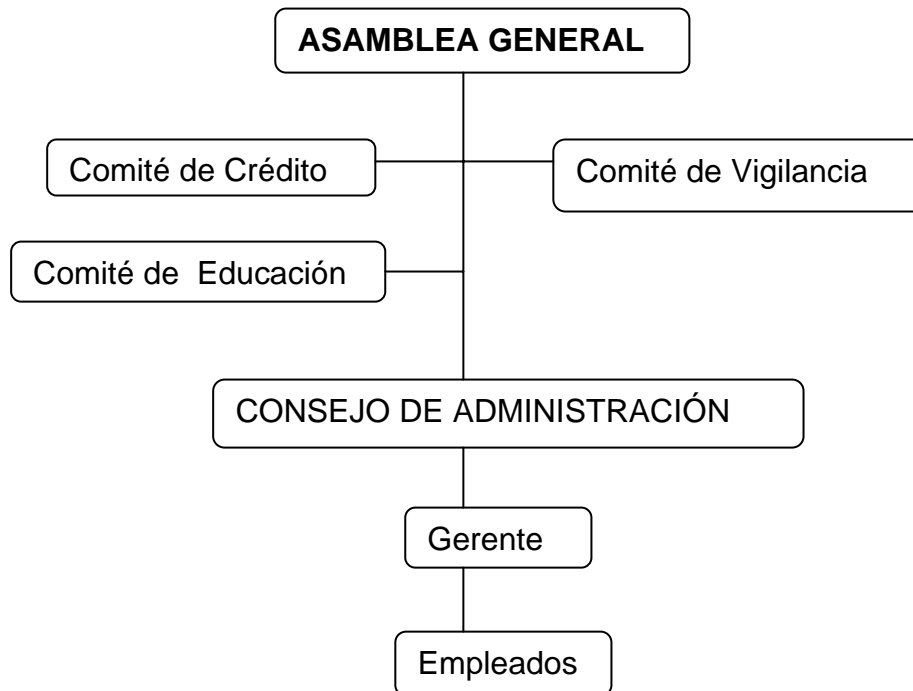 ASAMBLEA GENERAL
Comité de Crédito
Comité de Vigilancia
Comité de  Educación
CONSEJO DE ADMINISTRACIÓN
Gerente
Empleados